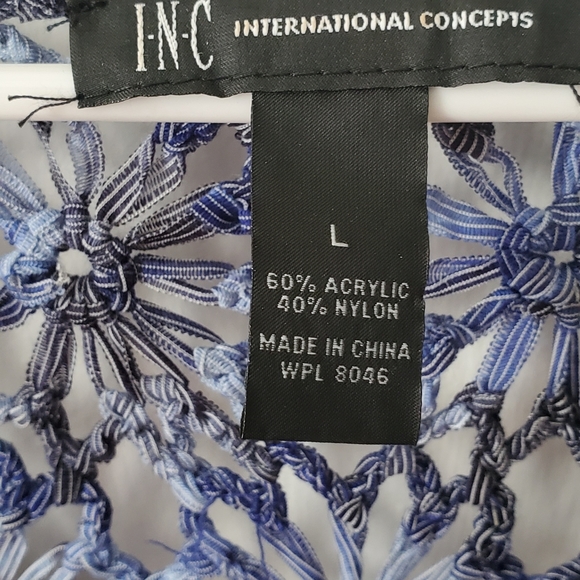 I·N·C INTERNATIONAL CONCEPTS
L
60% ACRYLIC
40% NYLON
MADE IN CHINA
WPL 8046